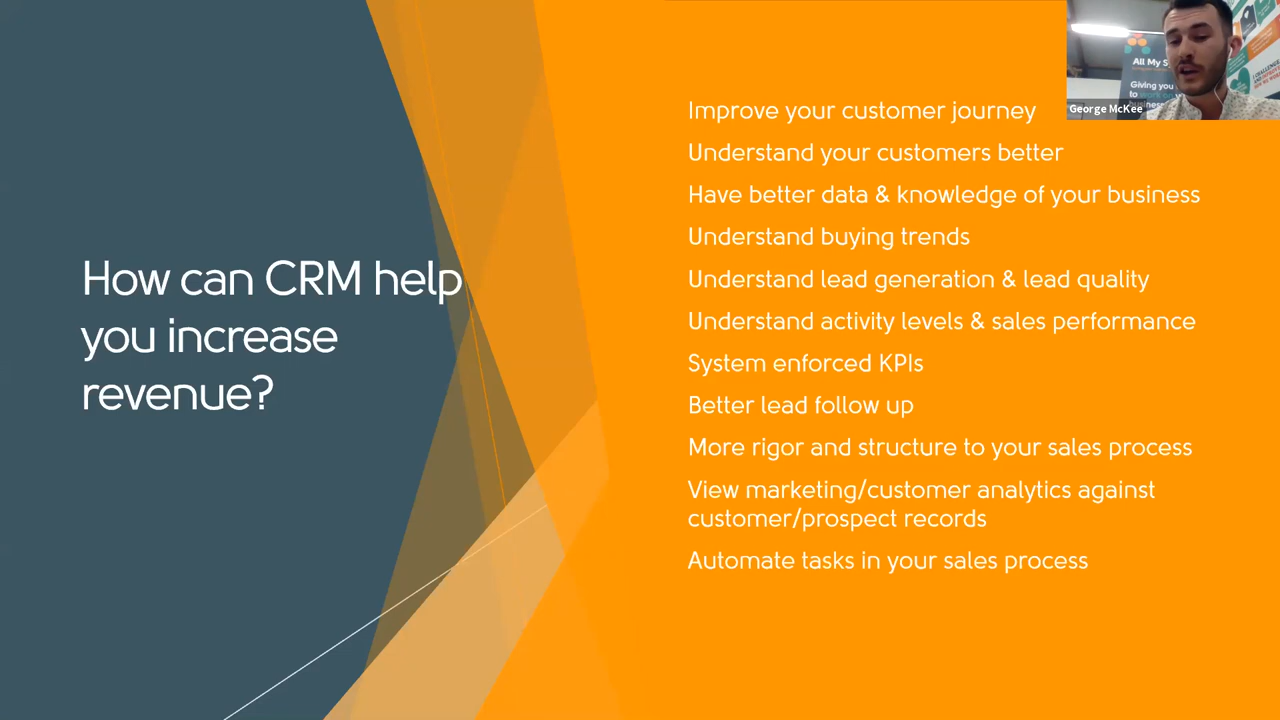 How can CRM help
you increase
revenue?
Improve your customer journey
Understand your customers better
Have better data & knowledge of your business
Understand buying trends
Understand lead generation & lead quality
Understand activity levels & sales performance
System enforced KPIs
Better lead follow up
More rigor and structure to your sales process
View marketing/customer analytics against
customer/prospect records
Automate tasks in your sales process
All My
Giving you
to work on
George McKee
I CHALLENGE